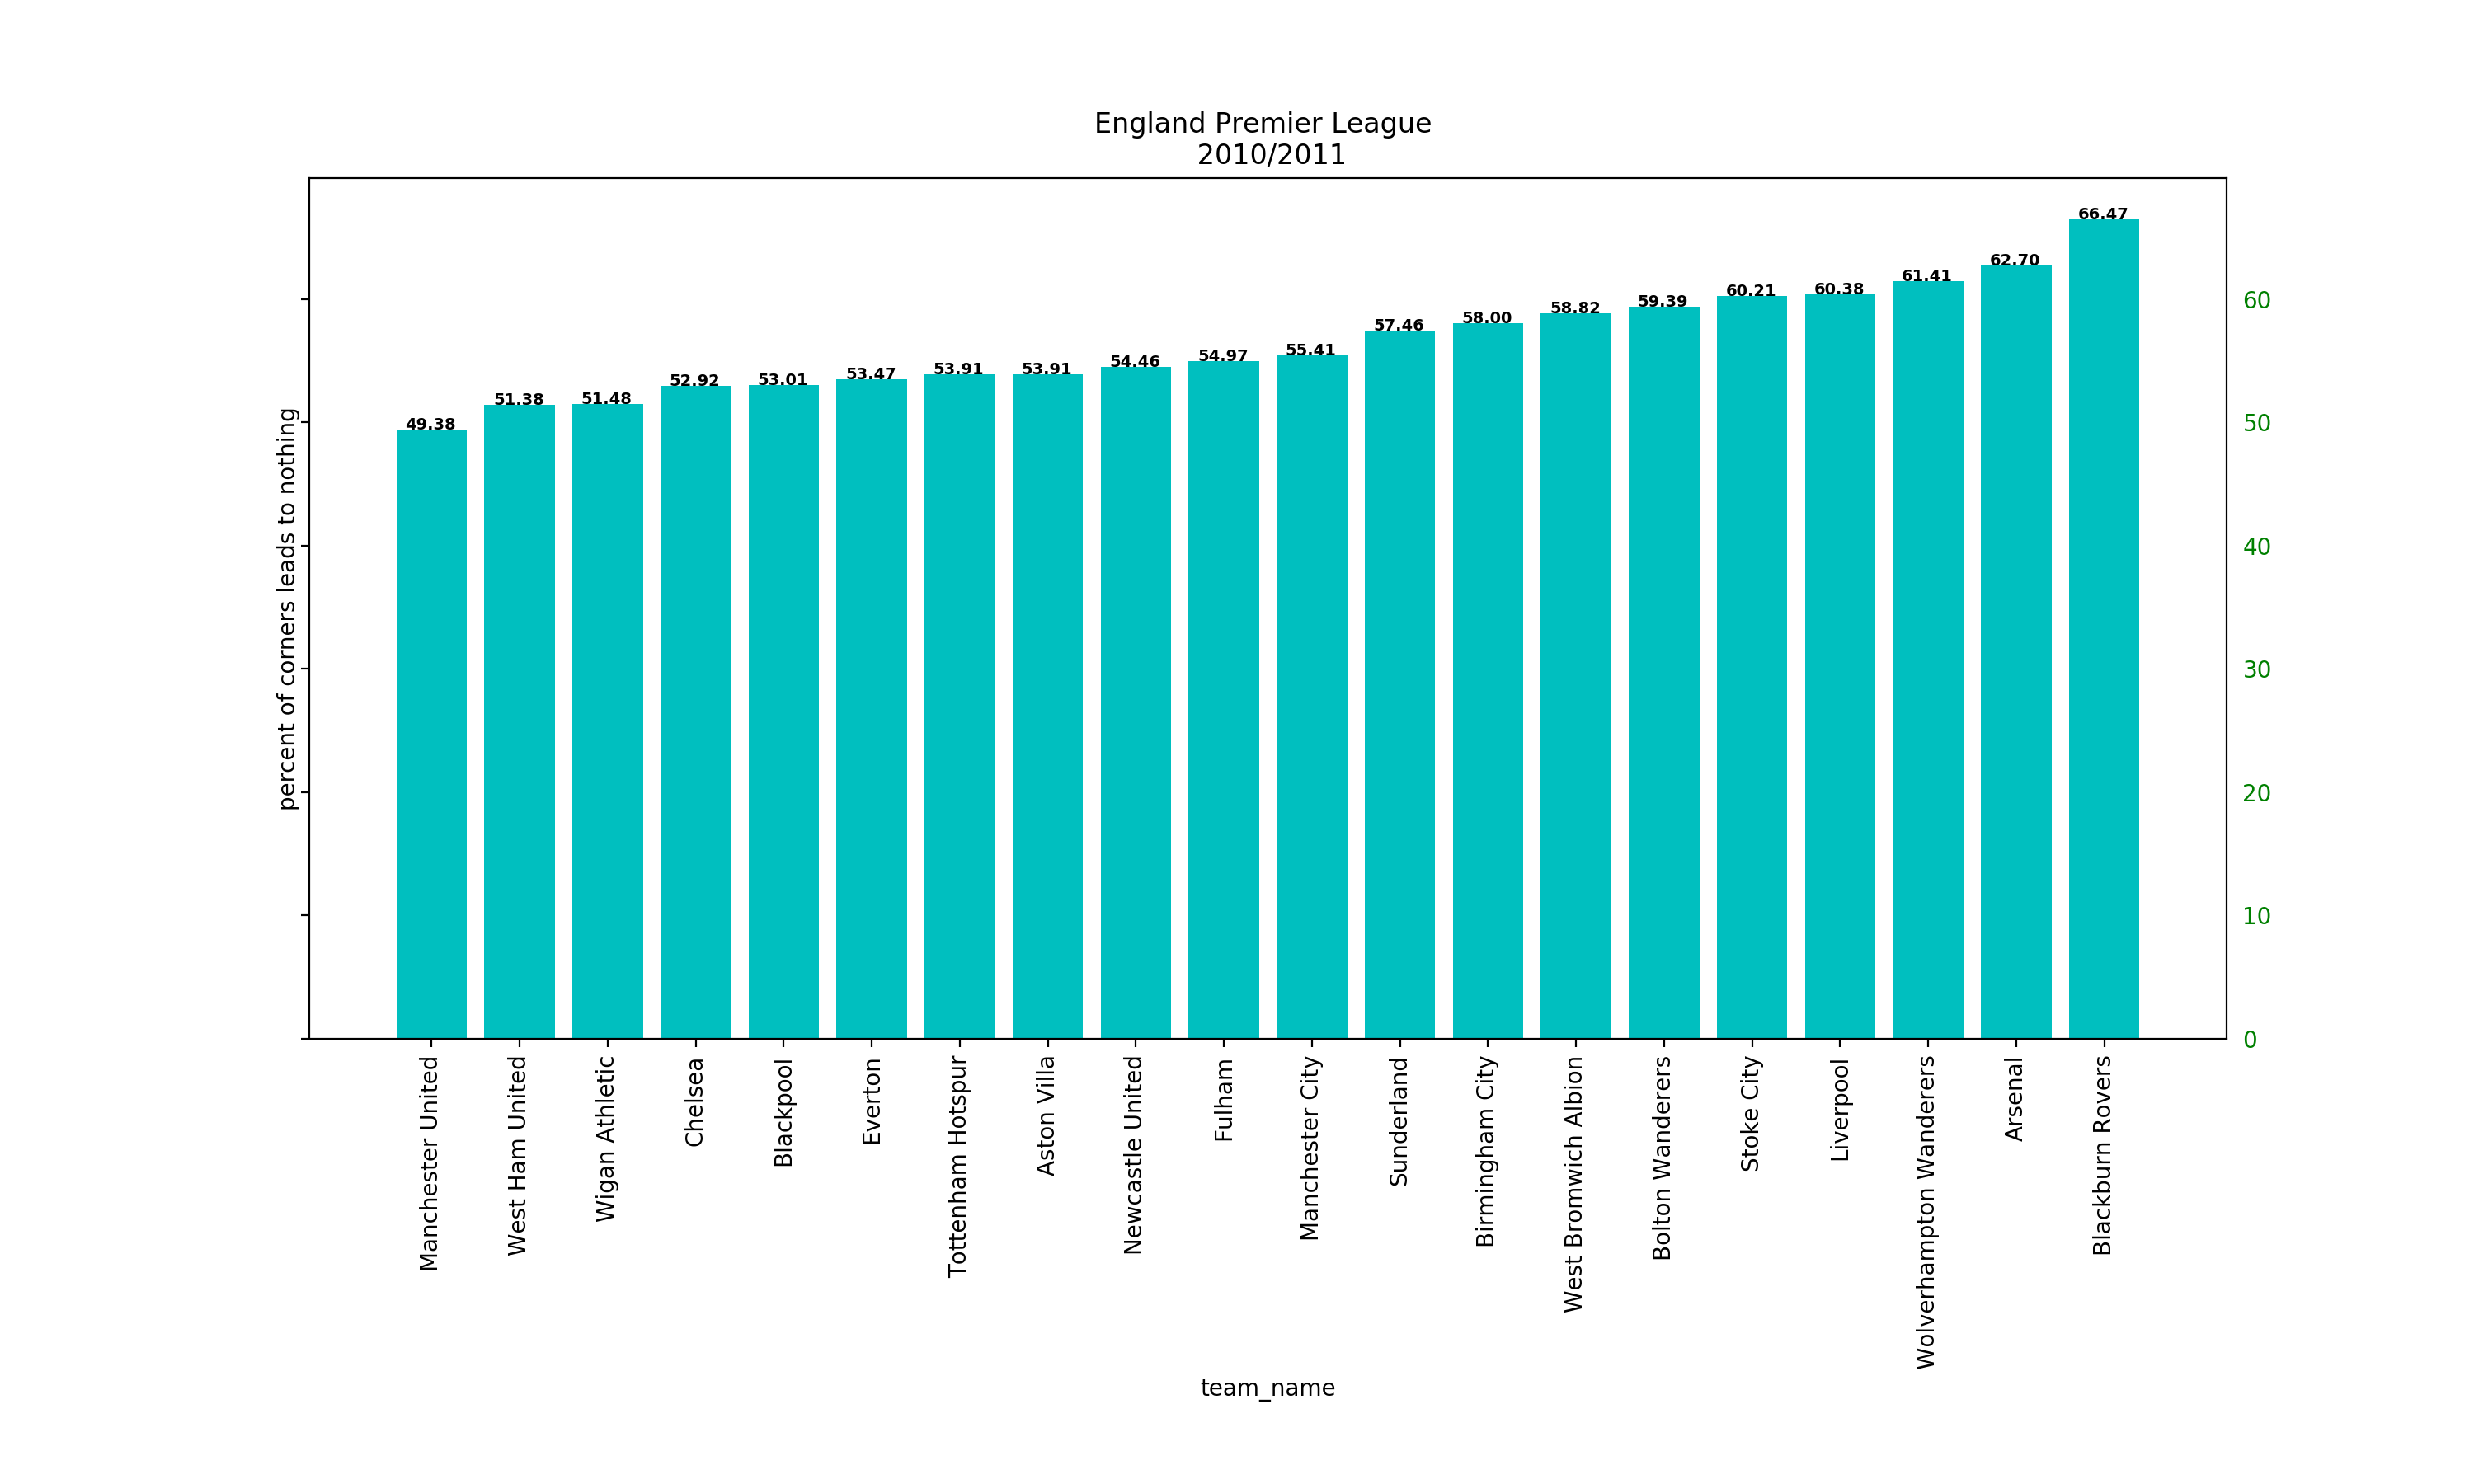 England Premier League
2010/2011
percent of corners leads to nothing
49.38
51.38
51.48
52.92
53.01
53.47
53.91
53.91
54.46
54.97
55.41
57.46
58.00
58.82
59.39
60.21
60.38
61.41
62.70
66.47
60
50
40
30
20
10
0
Manchester United
West Ham United
Wigan Athletic
Chelsea
Blackpool
Everton
Tottenham Hotspur
Aston Villa
Newcastle United
Fulham
Manchester City
Sunderland
Birmingham City
West Bromwich Albion
Bolton Wanderers
Stoke City
Liverpool
Wolverhampton Wanderers
Arsenal
Blackburn Rovers
team_name